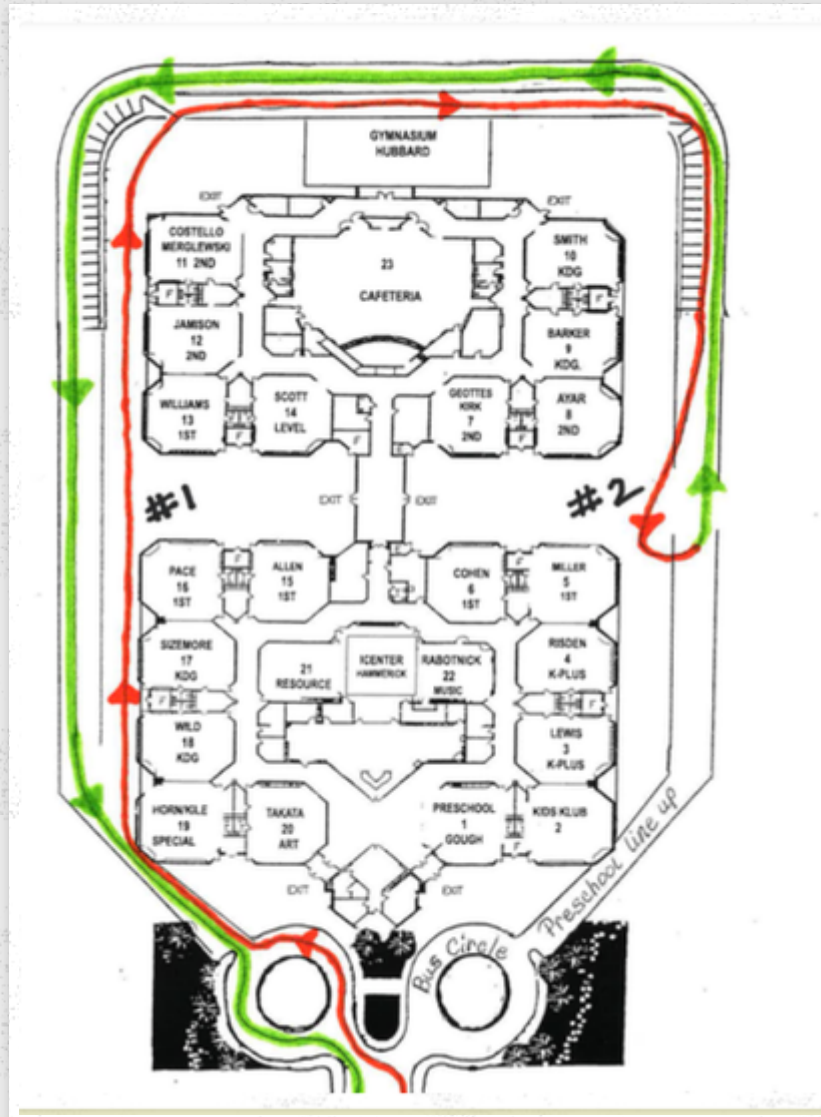 GYMNASIUM
HUBBARD
EXIT
EXIT
COSTELLO
MERGLEWSKI
11 2ND
23
CAFETERIA
SMITH
10
KDG
F
F
JAMISON
12
2ND
BARKER
9
KDG.
WILLIAMS
13
1ST
F
SCOTT
14
LEVEL
F
GEOTTES
KIRK
7
2ND
F
AYAR
8
2ND
#1
EXIT
EXIT
#2
PACE
16
1ST
F
ALLEN
15
1ST
COHEN
6
1ST
F
MILLER
5
1ST
SIZEMORE
17
KDG
21
RESOURCE
ICENTER
HAMMERICK
RABOTNICK
22
MUSIC
RISDEN
4
K-PLUS
F
F
WILD
18
KDG
LEWIS
3
K-PLUS
HORN/KILE
19
SPECIAL
F
TAKATA
20
ART
PRESCHOOL
1
GOUGH
F
KIDS KLUB
2
EXIT
EXIT
Bus Circle
Preschool line up